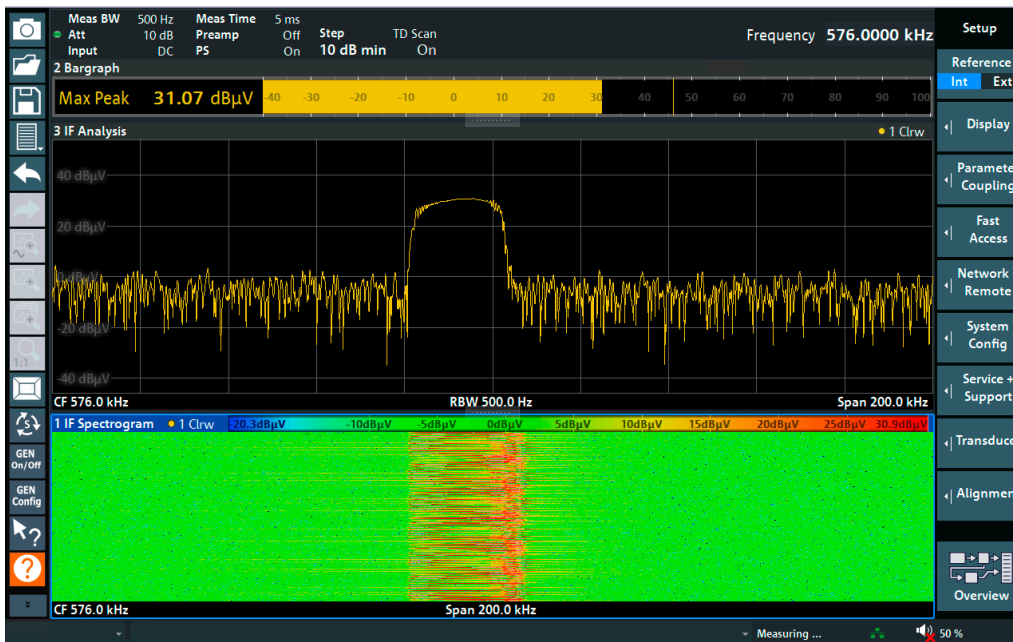 Meas BW 500 Hz Meas Time 5 ms
Att 10 dB Preamp Off Step TD Scan
Input DC PS On 10 dB min On
Frequency 576.0000 kHz
2 Bargraph
Max Peak 31.07 dBµV
-40 -30 -20 -10 0 10 20 30 40 50 60 70 80 90 100
3 IF Analysis
1 Clrw
40 dBµV
20 dBµV
0 dBµV
-20 dBµV
-40 dBµV
CF 576.0 kHz RBW 500.0 Hz Span 200.0 kHz
1 IF Spectrogram 1 Clrw 20.3dBµV -10dBµV -5dBµV 0dBµV 5dBµV 10dBµV 15dBµV 20dBµV 25dBµV 30.9dBµV
CF 576.0 kHz Span 200.0 kHz
Measuring ...
50 %
1:1
S
GEN
On/Off
GEN
Config
?
?
Setup
Reference
Int Ext
Display
Paramete
Coupling
Fast
Access
Network
Remote
System
Config
Service +
Support
Transduce
Alignmer
Overview